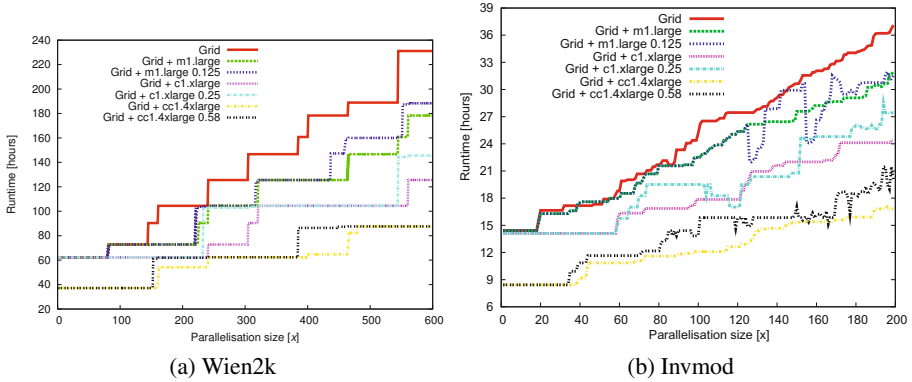 240
220
200
180
160
140
120
100
80
60
40
20
Runtime [hours]
Grid
Grid + m1.large
Grid + m1.large 0.125
Grid + c1.xlarge
Grid + c1.xlarge 0.25
Grid + cc1.4xlarge
Grid + cc1.4xlarge 0.58
0 100 200 300 400 500 600
Parallelisation size [x]
(a) Wien2k
39
36
33
30
27
24
21
18
15
12
9
6
Runtime [hours]
Grid
Grid + m1.large
Grid + m1.large 0.125
Grid + c1.xlarge
Grid + c1.xlarge 0.25
Grid + cc1.4xlarge
Grid + cc1.4xlarge 0.58
0 20 40 60 80 100 120 140 160 180 200
Parallelisation size [x]
(b) Invmod